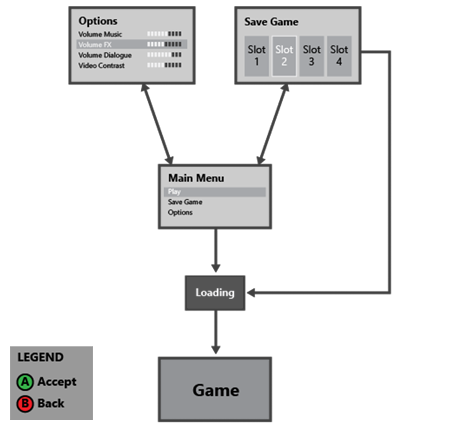 Options
Volume Music
Volume FX
Volume Dialogue
Video Contrast
Save Game
Slot 1
Slot 2
Slot 3
Slot 4
Main Menu
Play
Save Game
Options
Loading
Game
LEGEND
A Accept
B Back